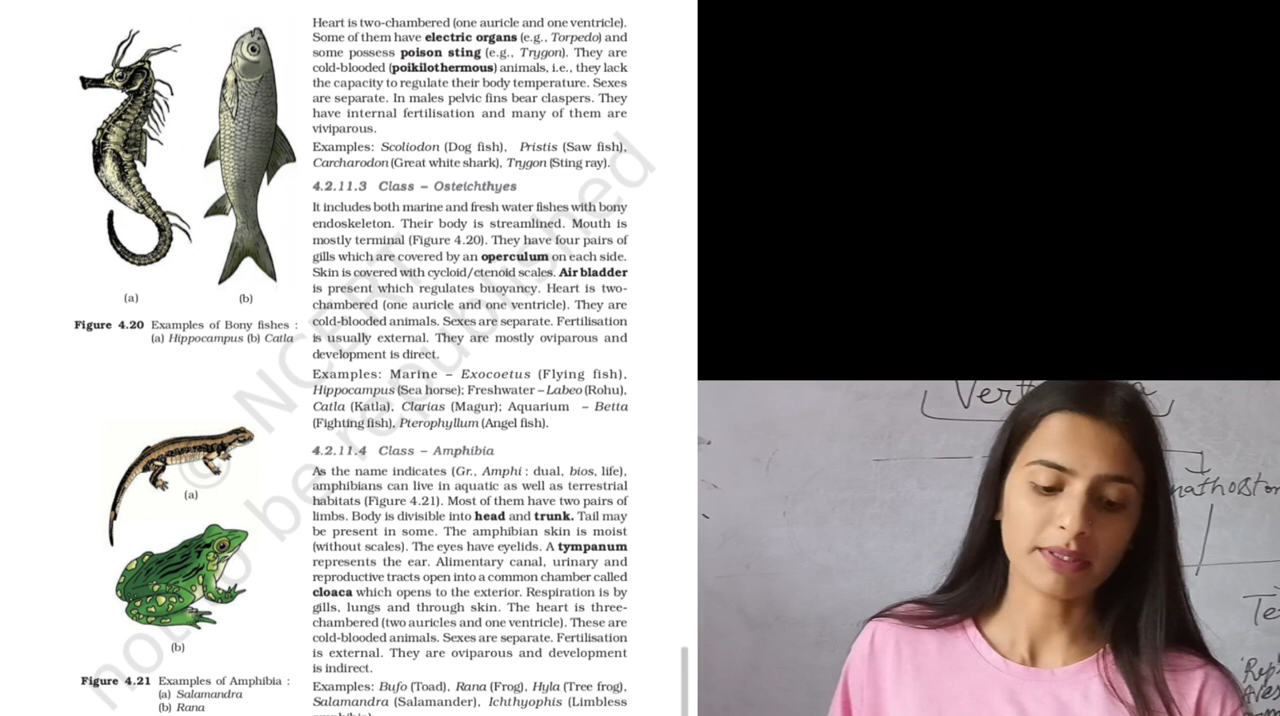 Heart is two-chambered (one auricle and one ventricle).
Some of them have electric organs (e.g., Torpedo) and
some possess poison sting (e.g., Trygon). They are
cold-blooded (poikilothermous) animals, i.e., they lack
the capacity to regulate their body temperature. Sexes
are separate. In males pelvic fins bear claspers. They
have internal fertilisation and many of them are
viviparous.
Examples: Scoliodon (Dog fish), Pristis (Saw fish),
Carcharodon (Great white shark), Trygon (Sting ray).
4.2.11.3 Class – Osteichthyes
It includes both marine and fresh water fishes with bony
endoskeleton. Their body is streamlined. Mouth is
mostly terminal (Figure 4.20). They have four pairs of
gills which are covered by an operculum on each side.
Skin is covered with cycloid/ctenoid scales. Air bladder
is present which regulates buoyancy. Heart is two-
chambered (one auricle and one ventricle). They are
cold-blooded animals. Sexes are separate. Fertilisation
is usually external. They are mostly oviparous and
development is direct.
Examples: Marine – Exocoetus (Flying fish),
Hippocampus (Sea horse); Freshwater – Labeo (Rohu),
Catla (Katla), Clarias (Magur); Aquarium – Betta
(Fighting fish), Pterophyllum (Angel fish).
4.2.11.4 Class – Amphibia
As the name indicates (Gr., Amphi : dual, bios, life),
amphibians can live in aquatic as well as terrestrial
habitats (Figure 4.21). Most of them have two pairs of
limbs. Body is divisible into head and trunk. Tail may
be present in some. The amphibian skin is moist
(without scales). The eyes have eyelids. A tympanum
represents the ear. Alimentary canal, urinary and
reproductive tracts open into a common chamber called
cloaca which opens to the exterior. Respiration is by
gills, lungs and through skin. The heart is three-
chambered (two auricles and one ventricle). These are
cold-blooded animals. Sexes are separate. Fertilisation
is external. They are oviparous and development
is indirect.
Examples: Bufo (Toad), Rana (Frog), Hyla (Tree frog),
Salamandra (Salamander), Ichthyophis (Limbless
(a) (b)
Figure 4.20 Examples of Bony fishes :
(a) Hippocampus (b) Catla
(a)
(b)
Figure 4.21 Examples of Amphibia :
(a) Salamandra
(b) Rana
© NCERT
not to be republished
Vert
Te